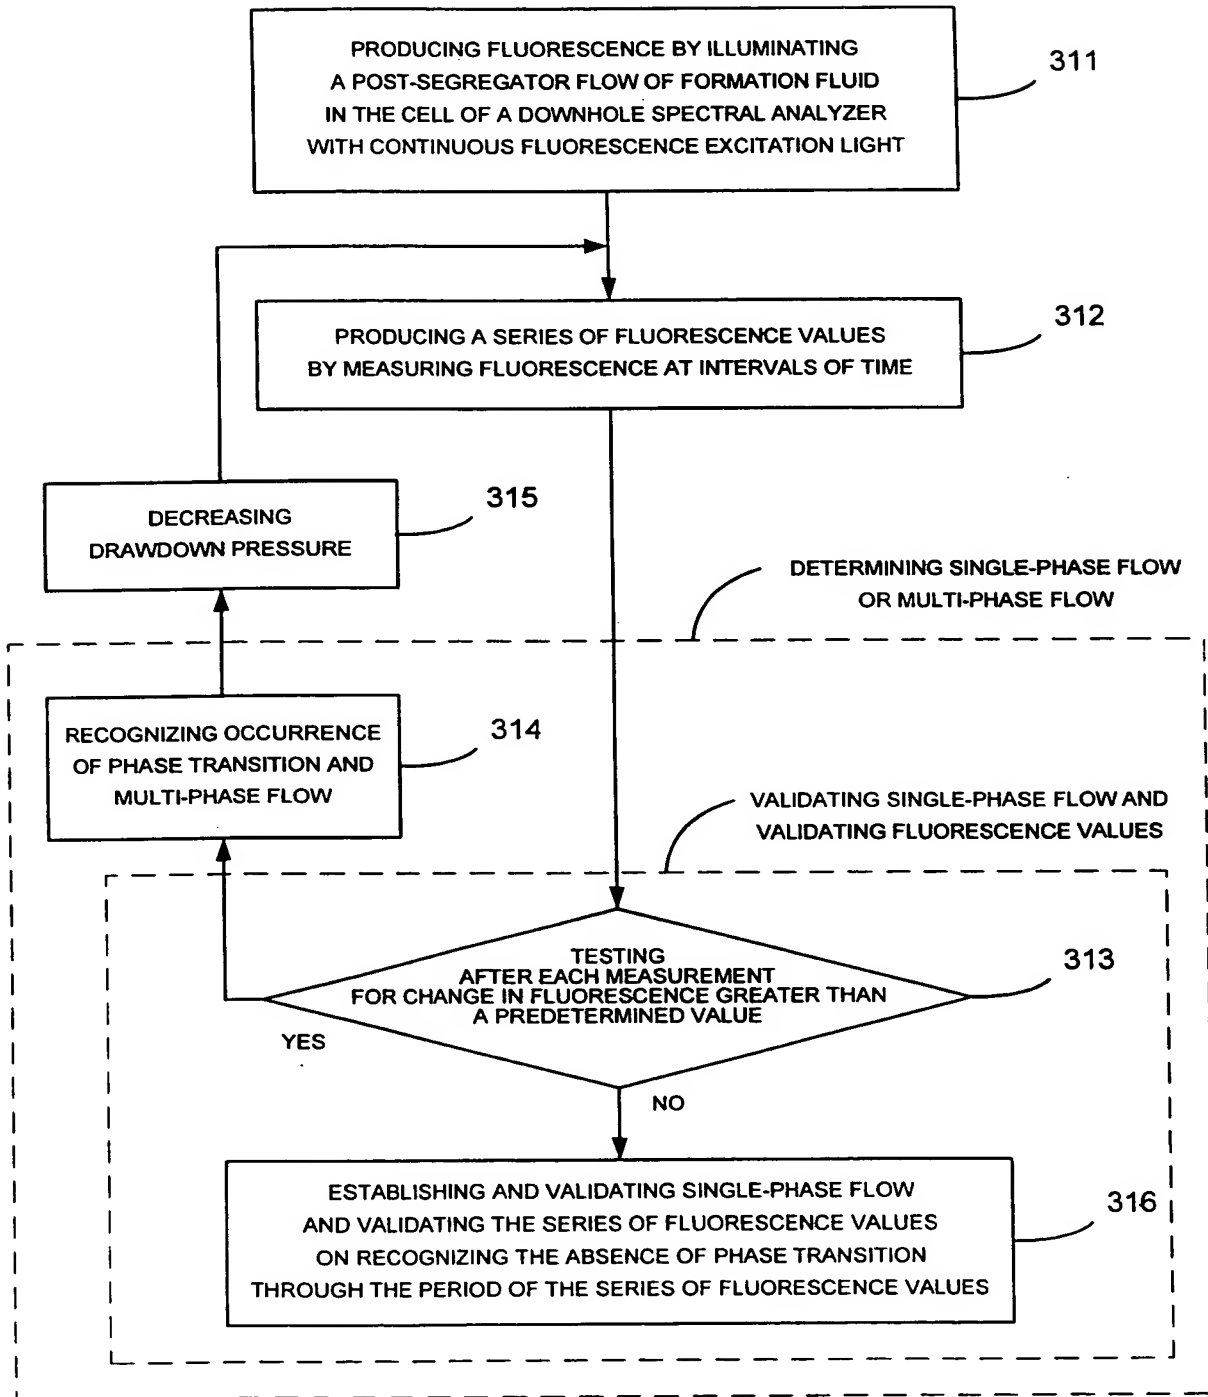 PRODUCING FLUORESCENCE BY ILLUMINATING
A POST-SEGREGATOR FLOW OF FORMATION FLUID
IN THE CELL OF A DOWNHOLE SPECTRAL ANALYZER
WITH CONTINUOUS FLUORESCENCE EXCITATION LIGHT
311
PRODUCING A SERIES OF FLUORESCENCE VALUES
BY MEASURING FLUORESCENCE AT INTERVALS OF TIME
312
DECREASING
DRAWDOWN PRESSURE
315
DETERMINING SINGLE-PHASE FLOW
OR MULTI-PHASE FLOW
RECOGNIZING OCCURRENCE
OF PHASE TRANSITION AND
MULTI-PHASE FLOW
314
VALIDATING SINGLE-PHASE FLOW AND
VALIDATING FLUORESCENCE VALUES
TESTING
AFTER EACH MEASUREMENT
FOR CHANGE IN FLUORESCENCE GREATER THAN
A PREDETERMINED VALUE
313
YES
NO
ESTABLISHING AND VALIDATING SINGLE-PHASE FLOW
AND VALIDATING THE SERIES OF FLUORESCENCE VALUES
ON RECOGNIZING THE ABSENCE OF PHASE TRANSITION
THROUGH THE PERIOD OF THE SERIES OF FLUORESCENCE VALUES
316